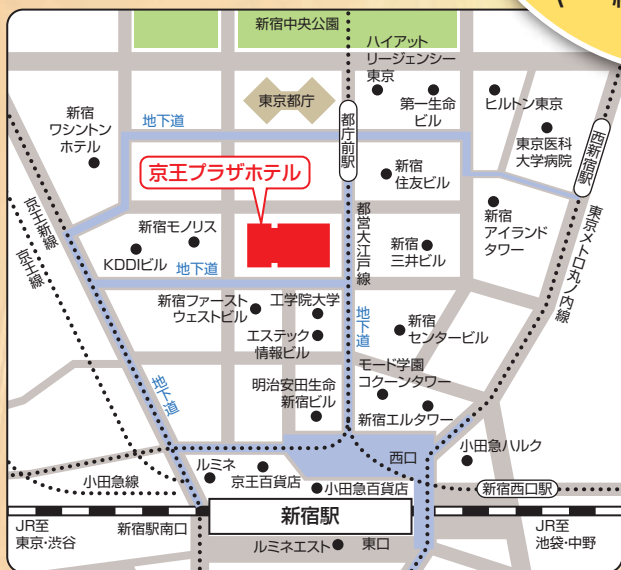 新宿中央公園
ハイアット
リージェンシー
東京
東京都庁
第一生命
ビル
ヒルトン東京
新宿
ワシントン
ホテル
地下道
都庁前駅
東京医科
大学病院
西新宿駅
京王プラザホテル
新宿
住友ビル
京王新線
京王線
新宿モノリス
KDDIビル
地下道
都営大江戸線
新宿
三井ビル
新宿
アイランド
タワー
東京メトロ丸ノ内線
新宿ファースト
ウェストビル
工学院大学
エステック
情報ビル
地下道
新宿
センタービル
地下道
明治安田生命
新宿ビル
モード学園
コクーンタワー
新宿エルタワー
西口
小田急ハルク
ルミネ
京王百貨店
小田急線
小田急百貨店
新宿西口駅
新宿駅
JR至
東京・渋谷
新宿駅南口
ルミネエスト
東口
JR至
池袋・中野